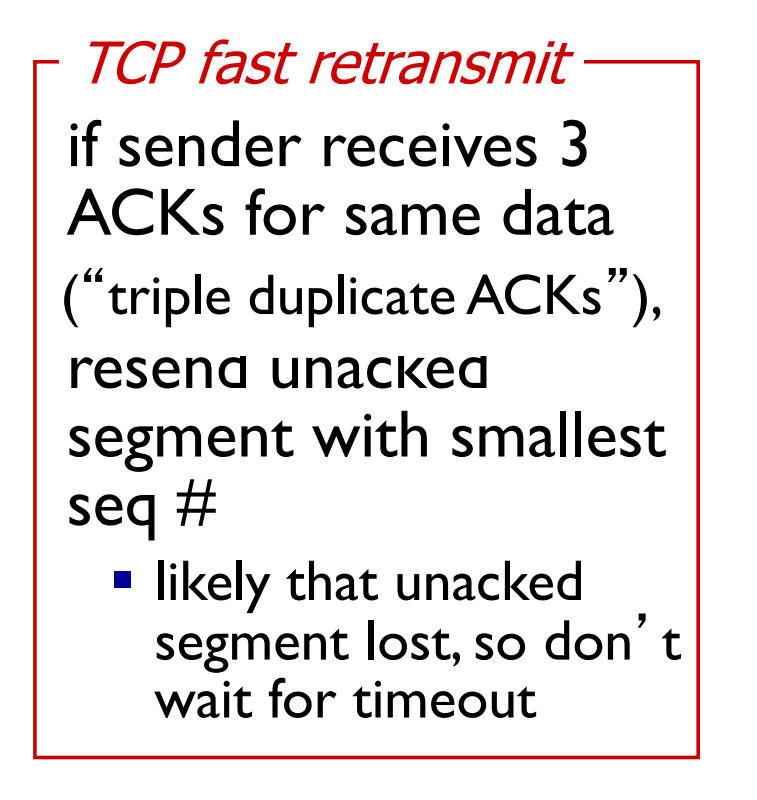 TCP fast retransmit
if sender receives 3
ACKs for same data
(“triple duplicate ACKs”),
resend unacked
segment with smallest
seq #
likely that unacked
segment lost, so don’t
wait for timeout